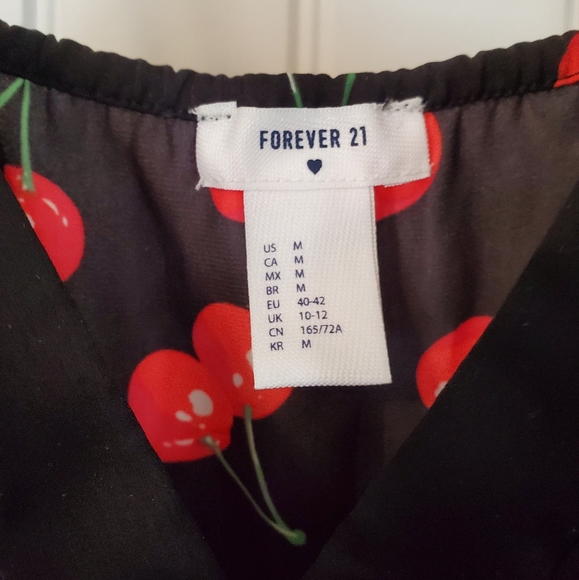 FOREVER 21
US M
CA M
MX M
BR M
EU 40-42
UK 10-12
CN 165/72A
KR M